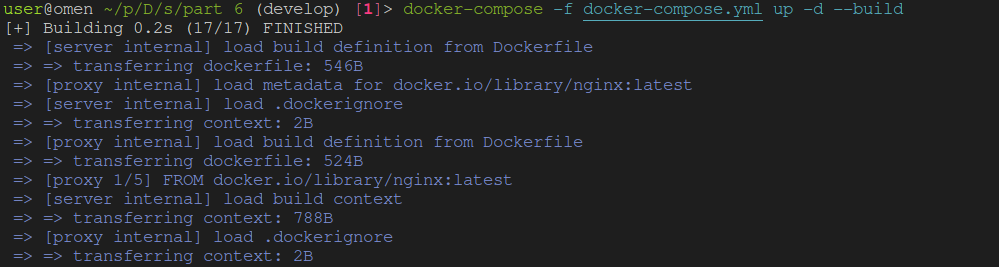 user@omen ~/p/D/s/part 6 (develop) [1]> docker-compose -f docker-compose.yml up -d --build
[+] Building 0.2s (17/17) FINISHED
=> [server internal] load build definition from Dockerfile
=> => transferring dockerfile: 546B
=> [proxy internal] load metadata for docker.io/library/nginx:latest
=> [server internal] load .dockerignore
=> => transferring context: 2B
=> [proxy internal] load build definition from Dockerfile
=> => transferring dockerfile: 524B
=> [proxy 1/5] FROM docker.io/library/nginx:latest
=> [server internal] load build context
=> => transferring context: 788B
=> [proxy internal] load .dockerignore
=> => transferring context: 2B